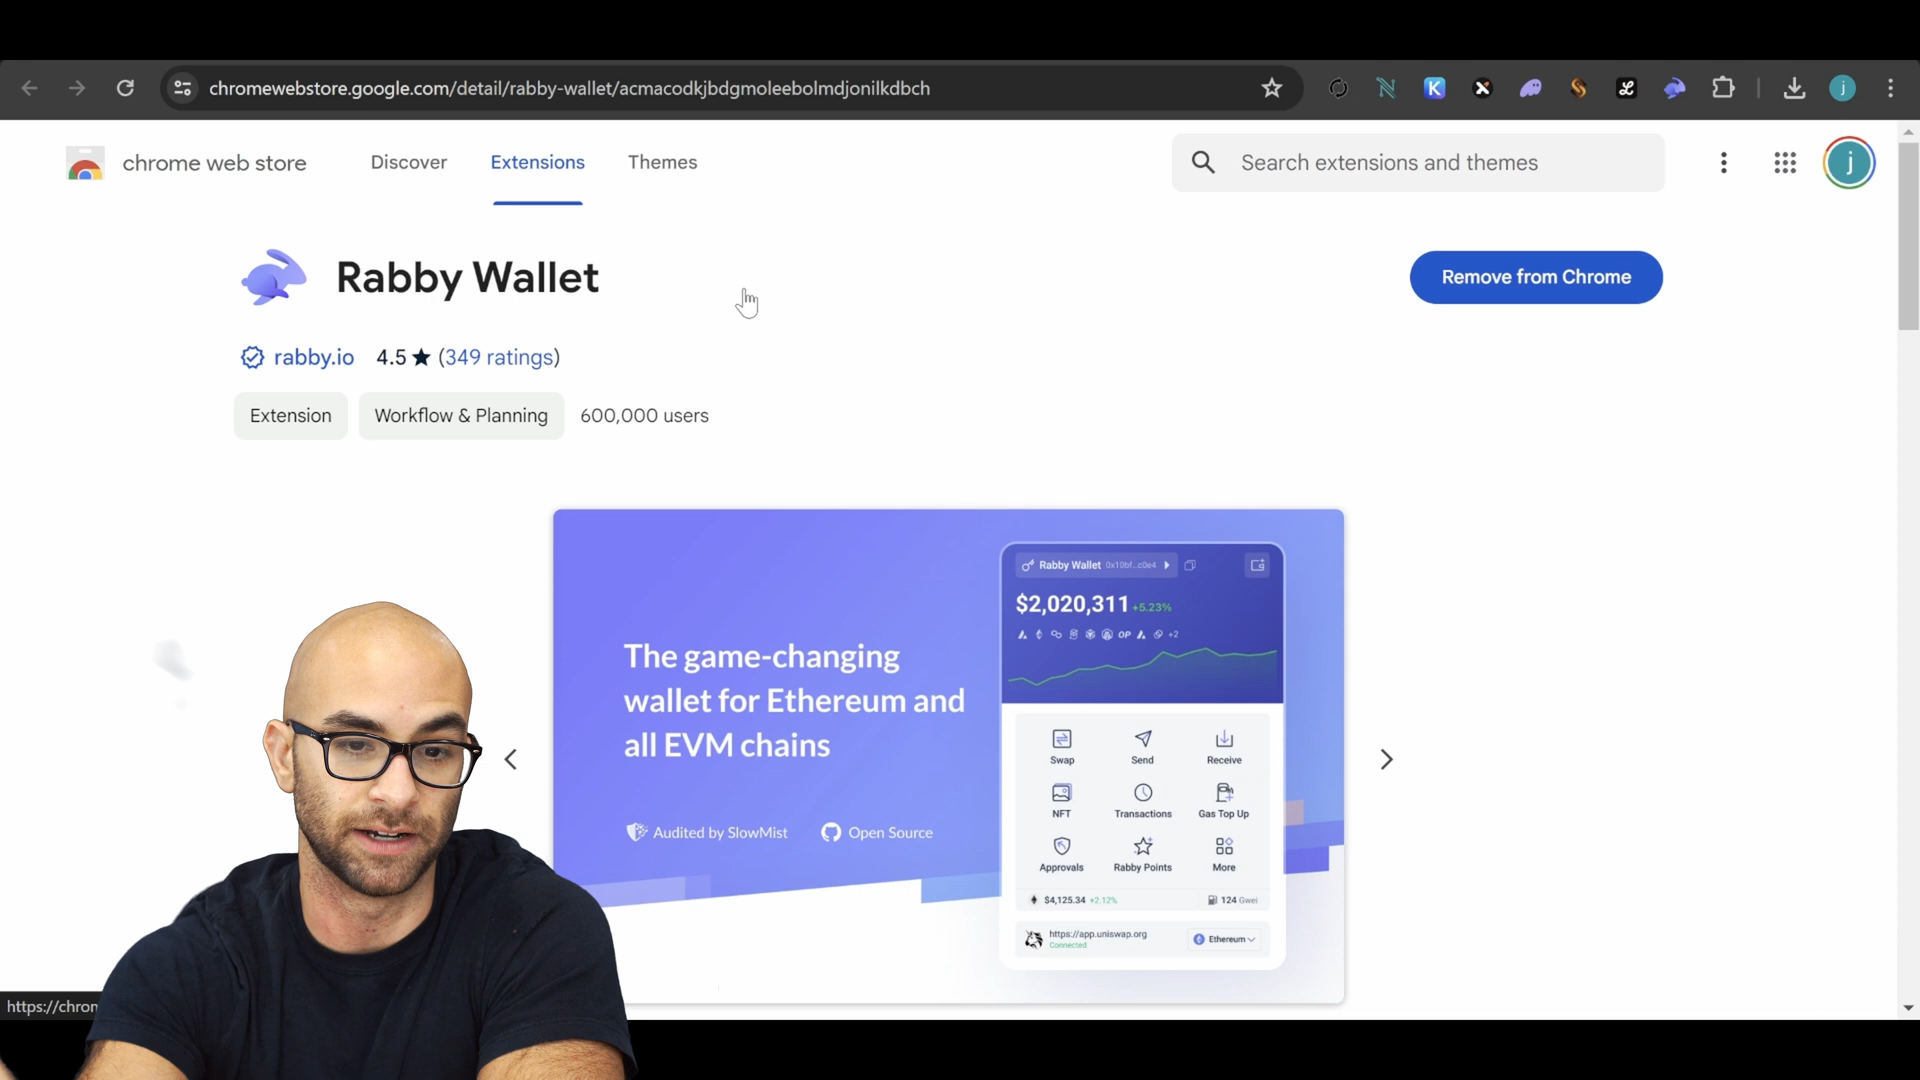 chromewebstore.google.com/detail/rabby-wallet/acmacodkjbdgmoleebolmdjonilkdbch
j
chrome web store
Discover
Extensions
Themes
Search extensions and themes
j
Rabby Wallet
Remove from Chrome
rabby.io 4.5 ★ (349 ratings)
Extension
Workflow & Planning
600,000 users
The game-changing
wallet for Ethereum and
all EVM chains
Audited by SlowMist
Open Source
Rabby Wallet 0x10bf...c0e4
$2,020,311 +5.23%
OP +2
Swap
Send
Receive
NFT
Transactions
Gas Top Up
Approvals
Rabby Points
More
$4,125.34 +2.12%
124 Gwei
https://app.uniswap.org
Connected
Ethereum
https://chron